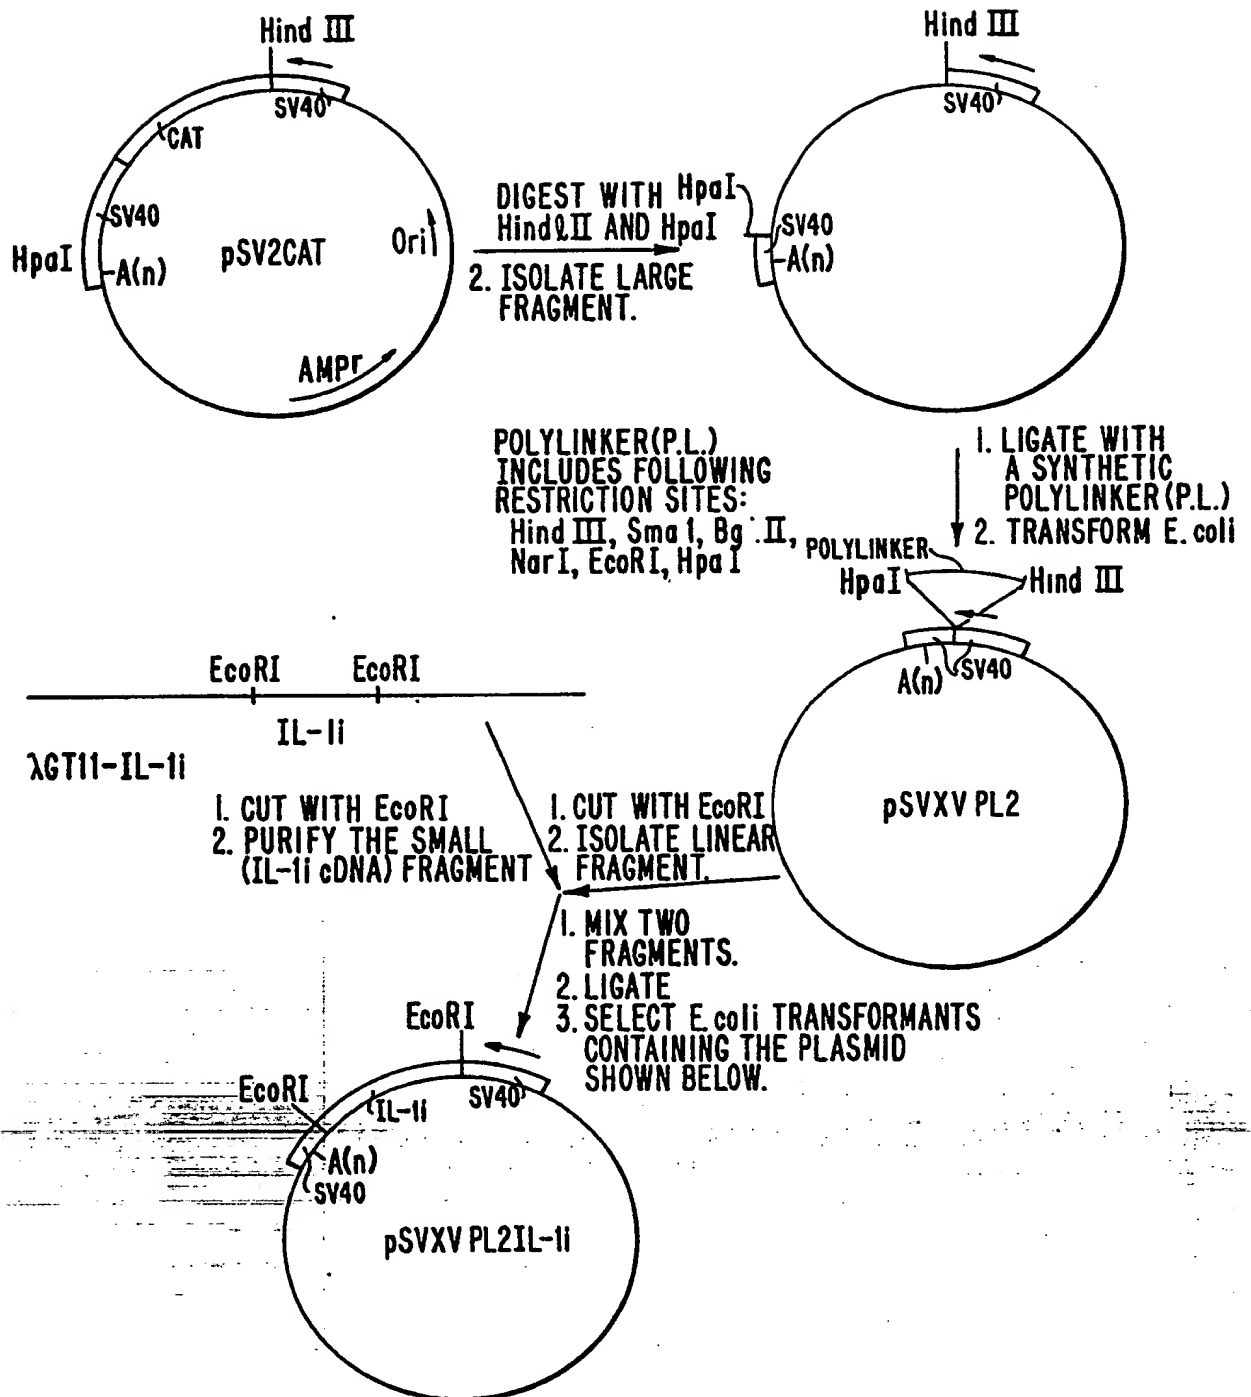 Hind III
SV40
CAT
SV40
HpaI
A(n)
pSV2CAT
Ori
AMPr
DIGEST WITH
HindlII AND HpaI
2. ISOLATE LARGE
FRAGMENT.
Hind III
SV40
HpaI
SV40
A(n)
POLYLINKER(P.L.)
INCLUDES FOLLOWING
RESTRICTION SITES:
Hind III, Sma I, Bg II,
NarI, EcoRI, HpaI
1. LIGATE WITH
A SYNTHETIC
POLYLINKER(P.L.)
2. TRANSFORM E. coli
POLYLINKER
HpaI
Hind III
A(n)
SV40
pSVXV PL2
EcoRI EcoRI
IL-1i
λGT11-IL-1i
1. CUT WITH EcoRI
2. PURIFY THE SMALL
(IL-1i cDNA) FRAGMENT
1. CUT WITH EcoRI
2. ISOLATE LINEAR
FRAGMENT.
1. MIX TWO
FRAGMENTS.
2. LIGATE
3. SELECT E. coli TRANSFORMANTS
CONTAINING THE PLASMID
SHOWN BELOW.
EcoRI
EcoRI
IL-1i
SV40
A(n)
SV40
pSVXV PL2IL-1i